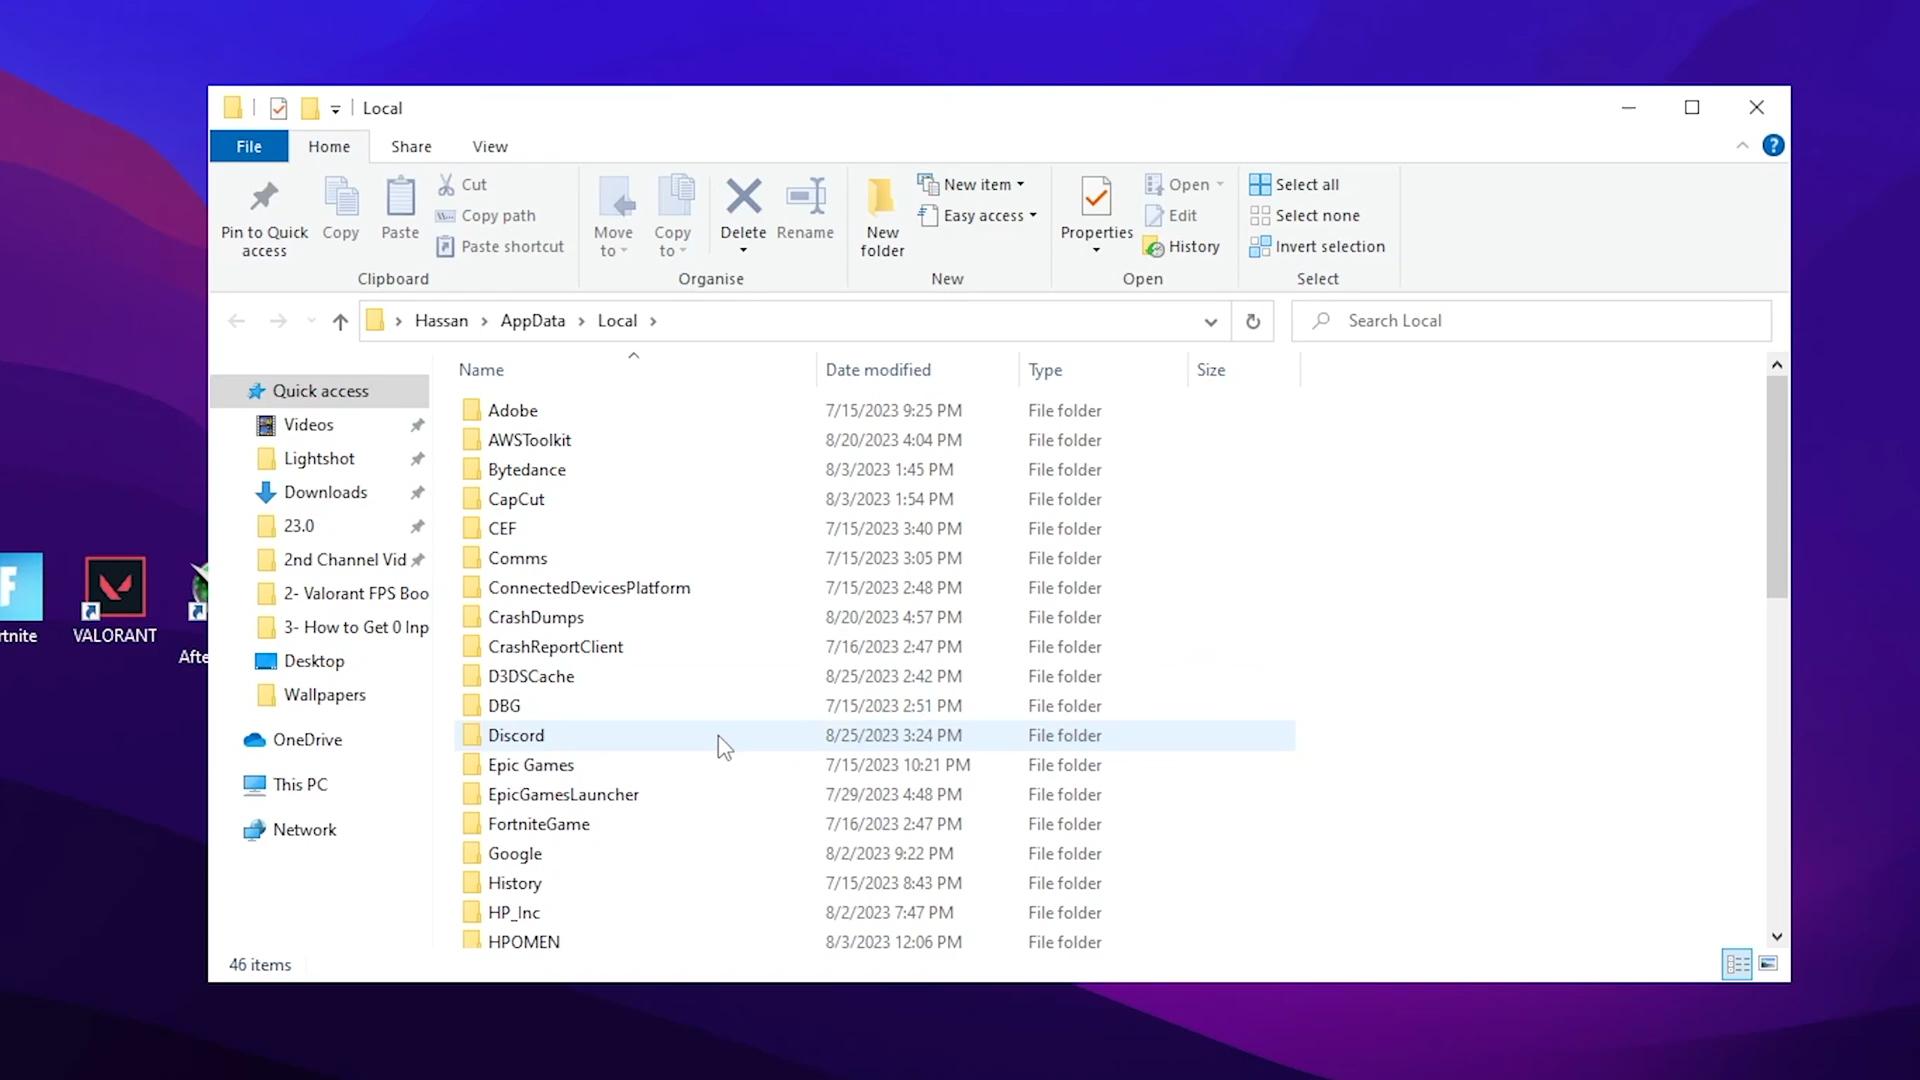 Local
File Home Share View
Pin to Quick access
Copy
Paste
Cut
Copy path
Paste shortcut
Clipboard
Move to
Copy to
Delete
Rename
Organise
New folder
New item
Easy access
New
Properties
Open
Edit
History
Open
Select all
Select none
Invert selection
Select
Hassan AppData Local
Search Local
Quick access
Videos
Lightshot
Downloads
23.0
2nd Channel Vid
2- Valorant FPS Boo
3- How to Get 0 Inp
Desktop
Wallpapers
OneDrive
This PC
Network
Name Date modified Type Size
Adobe 7/15/2023 9:25 PM File folder
AWSToolkit 8/20/2023 4:04 PM File folder
Bytedance 8/3/2023 1:45 PM File folder
CapCut 8/3/2023 1:54 PM File folder
CEF 7/15/2023 3:40 PM File folder
Comms 7/15/2023 3:05 PM File folder
ConnectedDevicesPlatform 7/15/2023 2:48 PM File folder
CrashDumps 8/20/2023 4:57 PM File folder
CrashReportClient 7/16/2023 2:47 PM File folder
D3DSCache 8/25/2023 2:42 PM File folder
DBG 7/15/2023 2:51 PM File folder
Discord 8/25/2023 3:24 PM File folder
Epic Games 7/15/2023 10:21 PM File folder
EpicGamesLauncher 7/29/2023 4:48 PM File folder
FortniteGame 7/16/2023 2:47 PM File folder
Google 8/2/2023 9:22 PM File folder
History 7/15/2023 8:43 PM File folder
HP_Inc 8/2/2023 7:47 PM File folder
HPOMEN 8/3/2023 12:06 PM File folder
46 items
F
rtnite
VALORANT
Afte